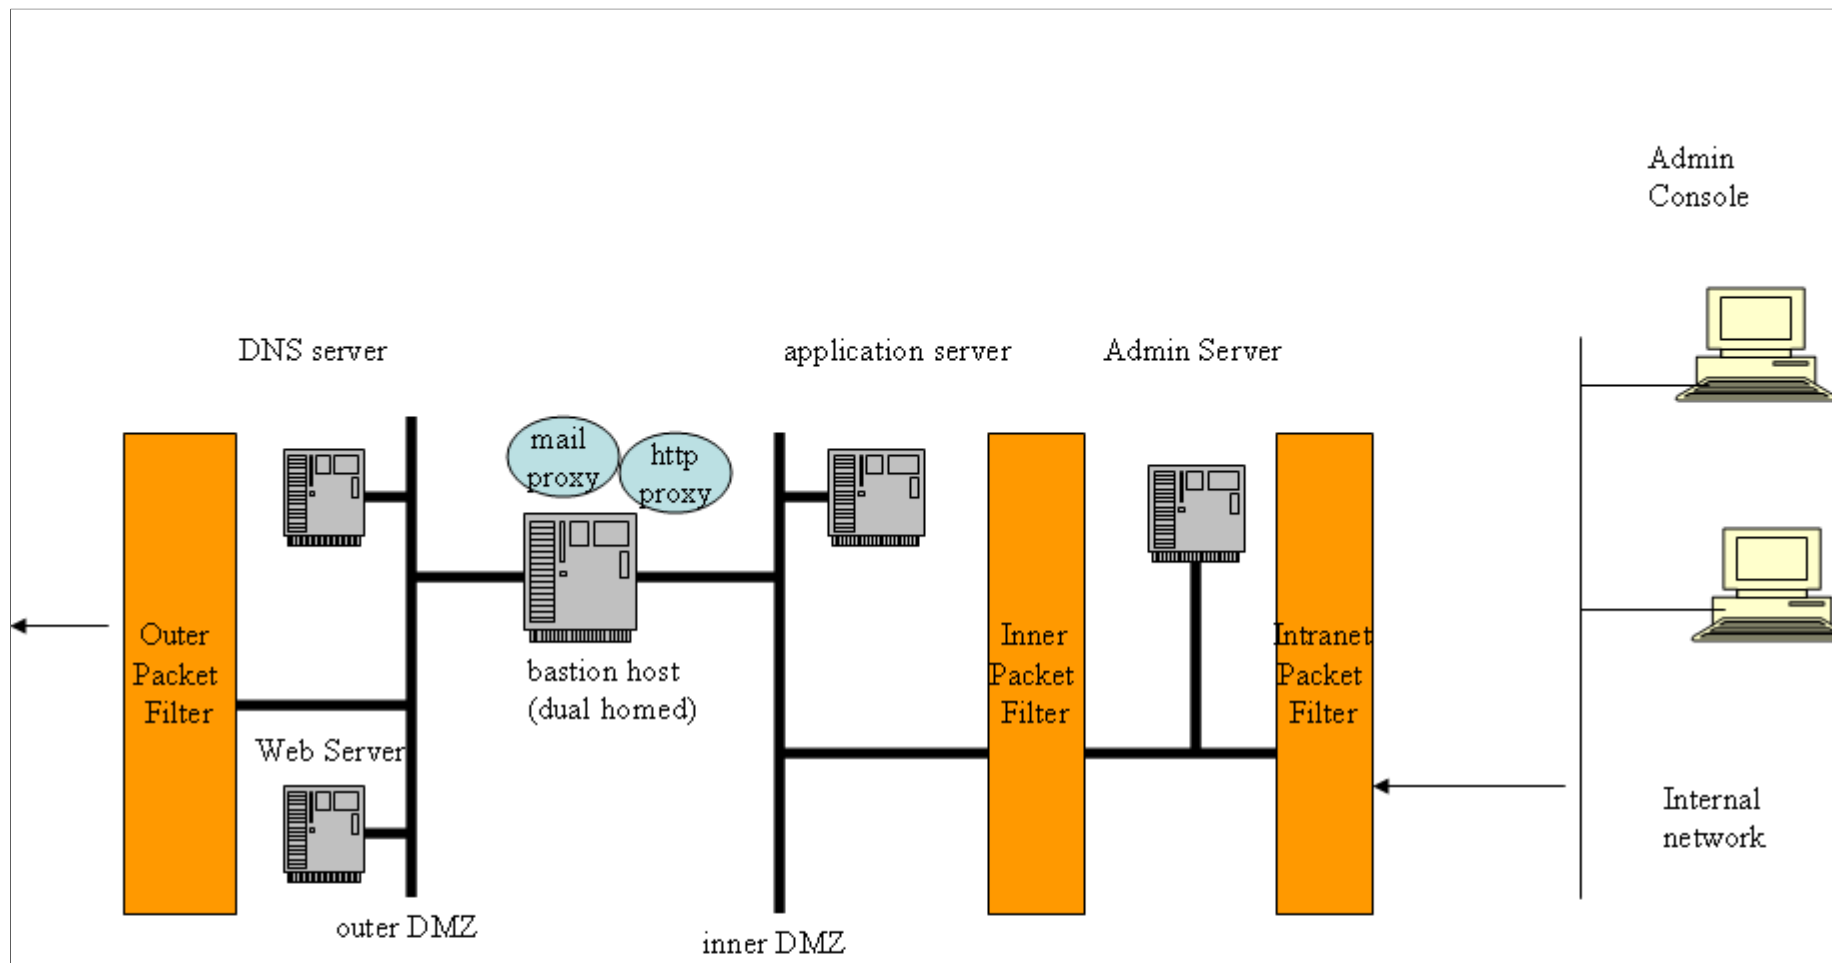 Admin
Console
DNS server
application server
Admin Server
mail
proxy
http
proxy
Outer
Packet
Filter
bastion host
(dual homed)
Inner
Packet
Filter
Intranet
Packet
Filter
Web Server
Internal
network
outer DMZ
inner DMZ